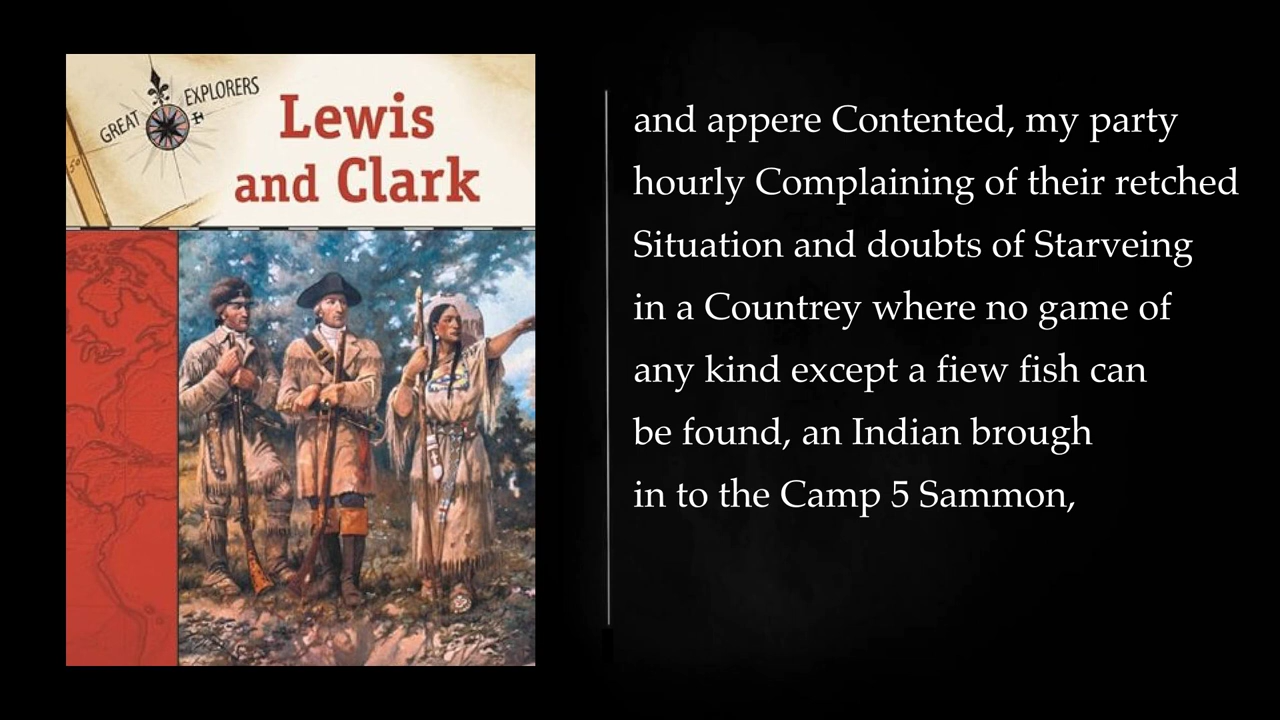 GREAT EXPLORERS
Lewis
and Clark
and appere Contented, my party
hourly Complaining of their retched
Situation and doubts of Starveing
in a Countrey where no game of
any kind except a fiew fish can
be found, an Indian brough
in to the Camp 5 Sammon,